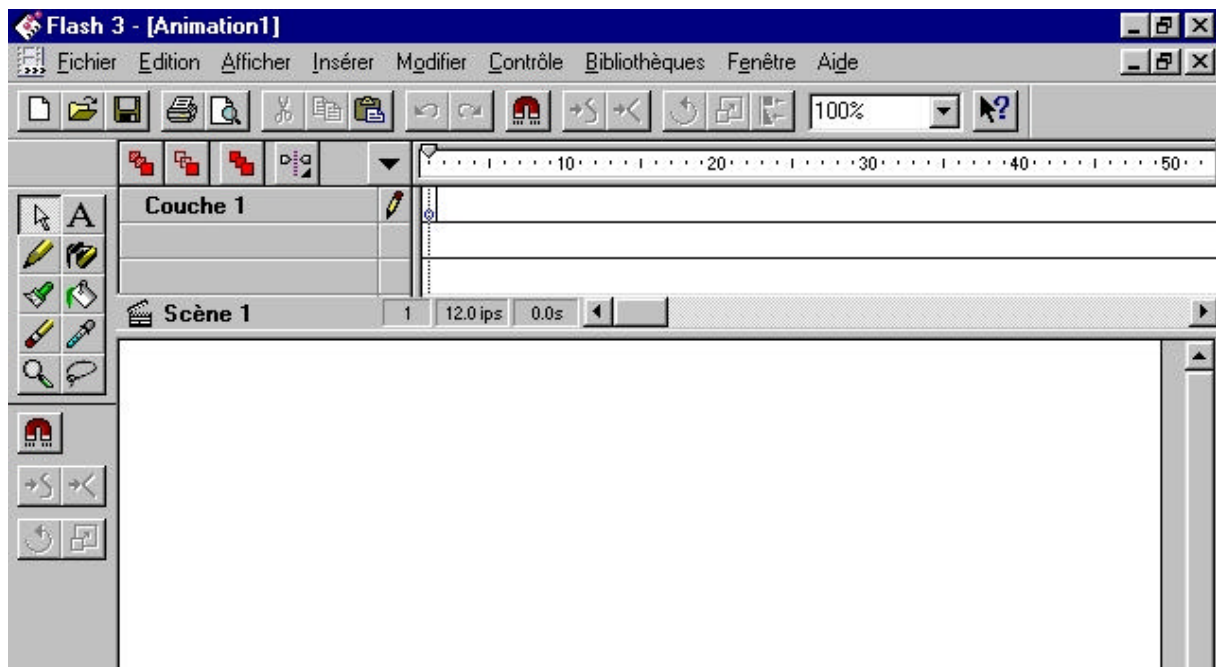 Flash 3 - [Animation1]
Fichier Edition Afficher Insérer Modifier Contrôle Bibliothèques Fenêtre Aide
100%
10 20 30 40 50
Couche 1
A
Scène 1 1 12.0 ips 0.0s